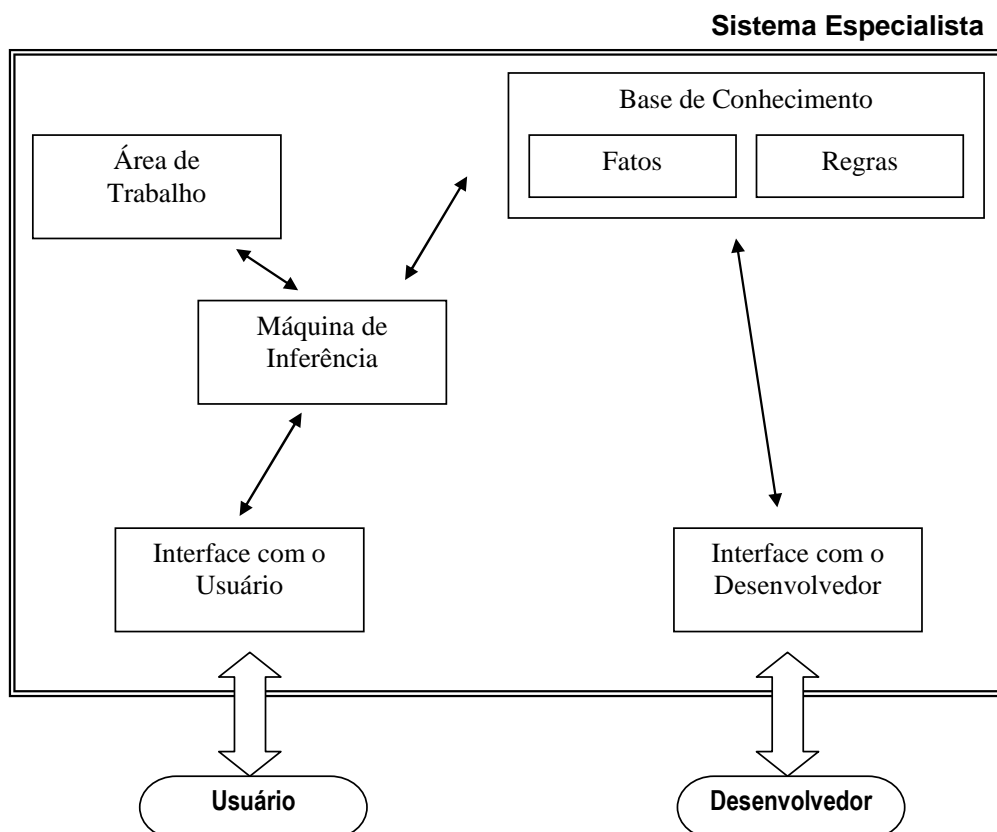 Sistema Especialista
Base de Conhecimento
Fatos
Regras
Área de
Trabalho
Máquina de
Inferência
Interface com o
Usuário
Interface com o
Desenvolvedor
Usuário
Desenvolvedor